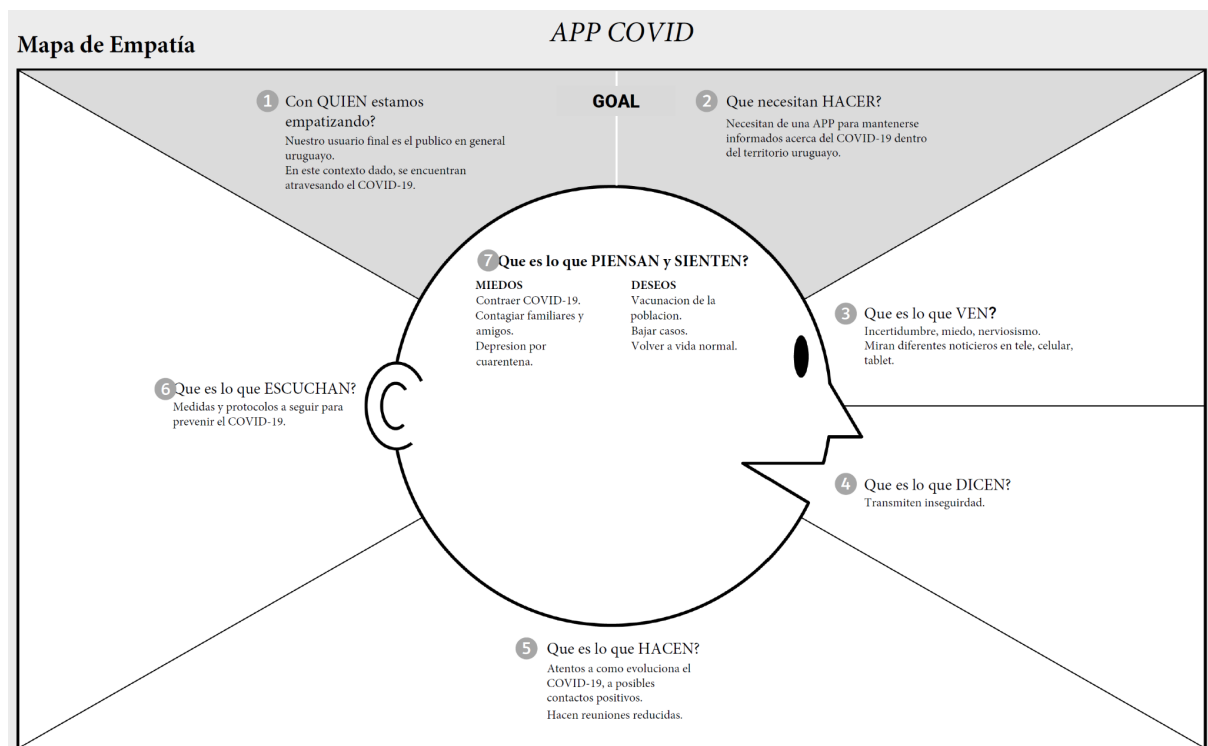 APP COVID
Mapa de Empatía
1 Con QUIEN estamos
empatizando?
Nuestro usuario final es el publico en general
uruguayo.
En este contexto dado, se encuentran
atravesando el COVID-19.
GOAL
2 Que necesitan HACER?
Necesitan de una APP para mantenerse
informados acerca del COVID-19 dentro
del territorio uruguayo.
3 Que es lo que VEN?
Incertidumbre, miedo, nerviosismo.
Miran diferentes noticieros en tele, celular,
tablet.
4 Que es lo que DICEN?
Transmiten inseguirdad.
5 Que es lo que HACEN?
Atentos a como evoluciona el
COVID-19, a posibles
contactos positivos.
Hacen reuniones reducidas.
6 Que es lo que ESCUCHAN?
Medidas y protocolos a seguir para
prevenir el COVID-19.
7 Que es lo que PIENSAN y SIENTEN?
MIEDOS
Contraer COVID-19.
Contagiar familiares y
amigos.
Depresion por
cuarentena.
DESEOS
Vacunacion de la
poblacion.
Bajar casos.
Volver a vida normal.